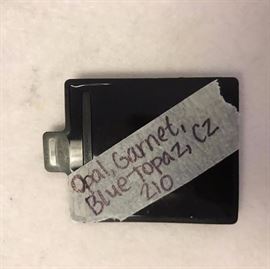 Opal, Garnet,
Blue Topaz, CZ
210